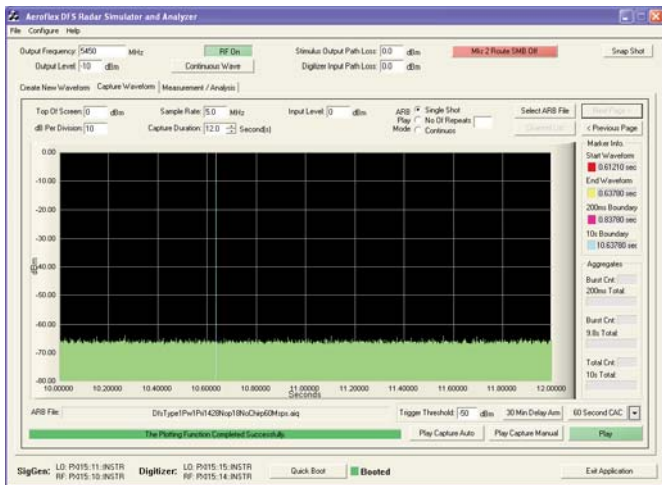 Aeroflex DFS Radar Simulator and Analyzer
File Configure Help
Output Frequency: 5450 MHz RF On Stimulus Output Path Loss: 0.0 dBm Mkr 2 Route SMB Off Snap Shot
Output Level: -10 dBm Continuous Wave Digitizer Input Path Loss: 0.0 dBm
Create New Waveform Capture Waveform Measurement / Analysis
Top Of Screen: 0 dBm Sample Rate: 5.0 MHz Input Level: 0 dBm ARB Play Mode Single Shot Select ARB File
No Of Repeats
dB Per Division: 10 Capture Duration: 12.0 Second(s) Continuos Channel List < Previous Page
Marker Info.
Start Waveform
0.61210 sec
End Waveform
0.63780 sec
200ms Boundary
0.83780 sec
10s Boundary
10.63780 sec
Aggregates
Burst Cnt:
200ms Total:
Burst Cnt:
9.8s Total:
Total Cnt:
10s Total:
0.00
-10.00
-20.00
-30.00
dBm
-40.00
-50.00
-60.00
-70.00
-80.00
10.00000 10.20000 10.40000 10.60000 10.80000 11.00000 11.20000 11.40000 11.60000 11.80000 12.00000
Seconds
ARB File: DfsType1Pw1Pri1428Nop18NoChip60Msps.aiq Trigger Threshold: -50 dBm 30 Min Delay Arm 60 Second CAC
The Plotting Function Completed Successfully. Play Capture Auto Play Capture Manual Play
SigGen: LO: PXI15::11::INSTR Digitizer: LO: PXI15::15::INSTR Quick Boot Booted Exit Application
RF: PXI15::10::INSTR RF: PXI15::14::INSTR